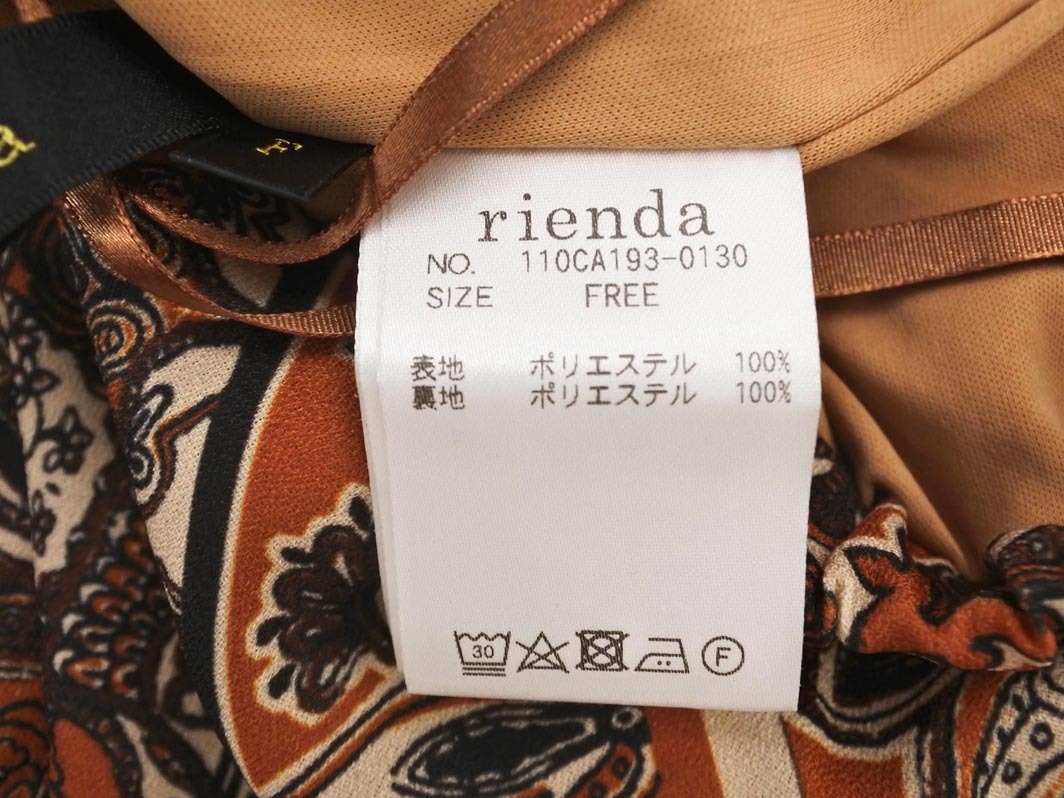 a
F
rienda
NO. 110CA193-0130
SIZE FREE
表地 ポリエステル 100%
裏地 ポリエステル 100%
30 F